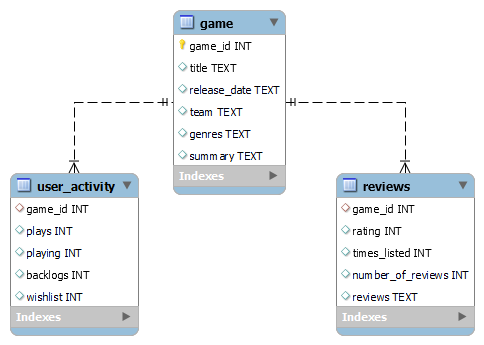 game
game_id INT
title TEXT
release_date TEXT
team TEXT
genres TEXT
summary TEXT
Indexes
user_activity
game_id INT
plays INT
playing INT
backlogs INT
wishlist INT
Indexes
reviews
game_id INT
rating INT
times_listed INT
number_of_reviews INT
reviews TEXT
Indexes